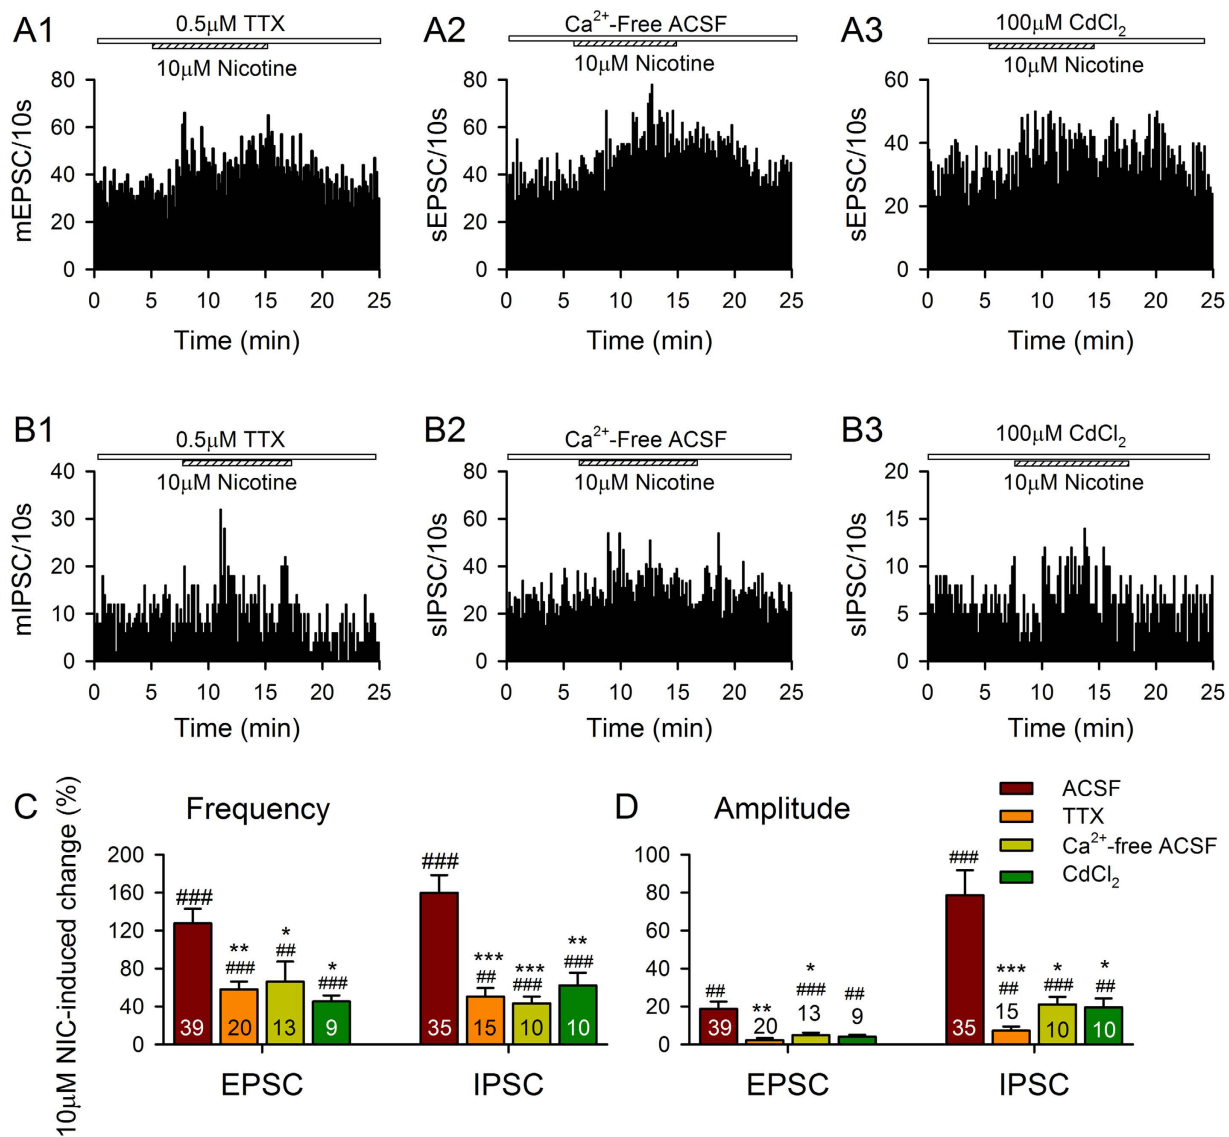 A1
0.5μM TTX
10μM Nicotine
mEPSC/10s
80
60
40
20
0
0 5 10 15 20 25
Time (min)
A2
Ca2+-Free ACSF
10μM Nicotine
sEPSC/10s
80
60
40
20
0
0 5 10 15 20 25
Time (min)
A3
100μM CdCl2
10μM Nicotine
sEPSC/10s
60
40
20
0
0 5 10 15 20 25
Time (min)
B1
0.5μM TTX
10μM Nicotine
mIPSC/10s
40
30
20
10
0
0 5 10 15 20 25
Time (min)
B2
Ca2+-Free ACSF
10μM Nicotine
sIPSC/10s
80
60
40
20
0
0 5 10 15 20 25
Time (min)
B3
100μM CdCl2
10μM Nicotine
sIPSC/10s
20
15
10
5
0
0 5 10 15 20 25
Time (min)
C
Frequency
10μM NIC-induced change (%)
200
160
120
80
40
0
###
39
**
###
20
*
##
13
*
###
9
###
35
***
##
15
***
###
10
**
###
10
EPSC IPSC
D
Amplitude
100
80
60
40
20
0
##
39
**
20
*
###
13
##
9
###
35
***
##
15
*
###
10
*
##
10
EPSC IPSC
ACSF
TTX
Ca2+-free ACSF
CdCl2